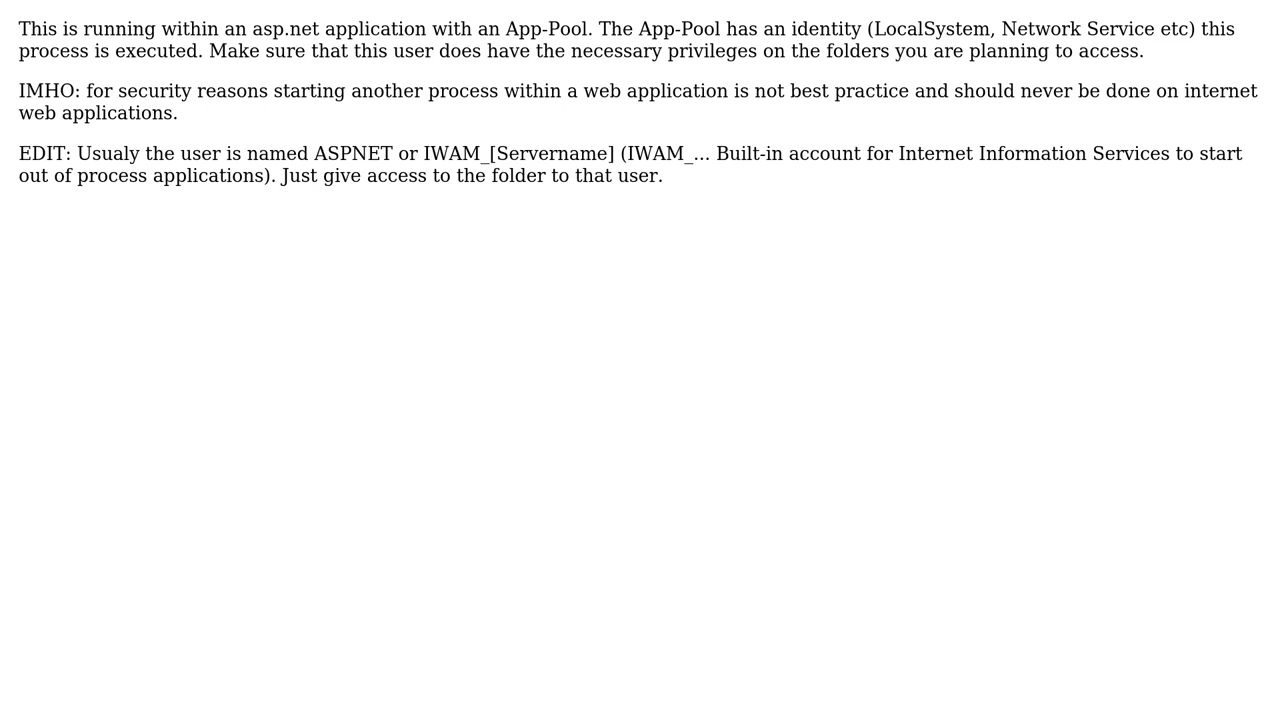 This is running within an asp.net application with an App-Pool. The App-Pool has an identity (LocalSystem, Network Service etc) this
process is executed. Make sure that this user does have the necessary privileges on the folders you are planning to access.
IMHO: for security reasons starting another process within a web application is not best practice and should never be done on internet
web applications.
EDIT: Usualy the user is named ASPNET or IWAM_[Servername] (IWAM_... Built-in account for Internet Information Services to start
out of process applications). Just give access to the folder to that user.